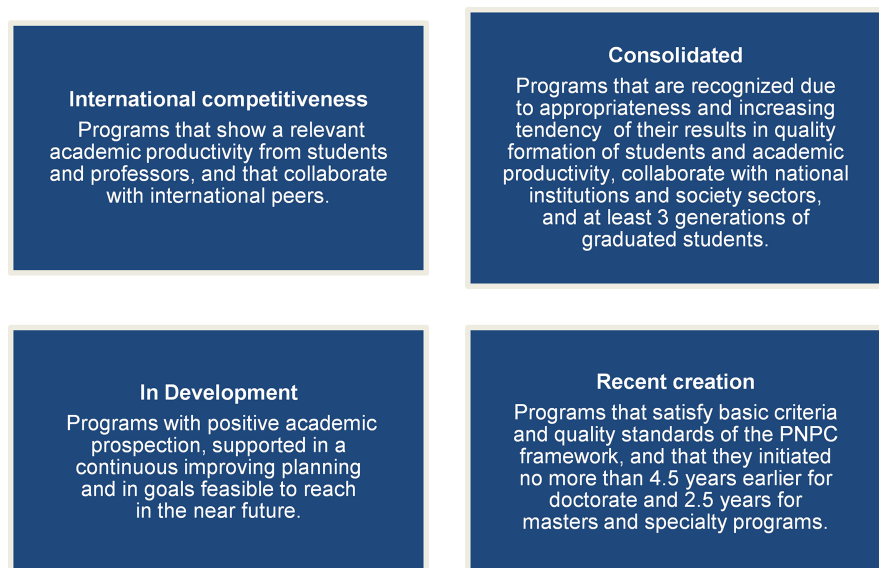 International competitiveness
Programs that show a relevant
academic productivity from students
and professors, and that collaborate
with international peers.
Consolidated
Programs that are recognized due
to appropriateness and increasing
tendency of their results in quality
formation of students and academic
productivity, collaborate with national
institutions and society sectors,
and at least 3 generations of
graduated students.
In Development
Programs with positive academic
prospection, supported in a
continuous improving planning
and in goals feasible to reach
in the near future.
Recent creation
Programs that satisfy basic criteria
and quality standards of the PNPC
framework, and that they initiated
no more than 4.5 years earlier for
doctorate and 2.5 years for
masters and specialty programs.